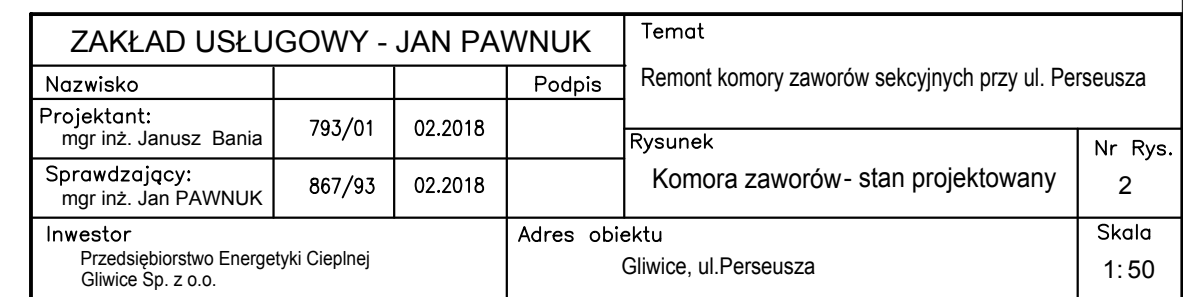 ZAKŁAD USŁUGOWY - JAN PAWNUK
Nazwisko
Podpis
Projektant:
mgr inż. Janusz Bania
793/01
02.2018
Sprawdzający:
mgr inż. Jan PAWNUK
867/93
02.2018
Temat
Remont komory zaworów sekcyjnych przy ul. Perseusza
Rysunek
Komora zaworów- stan projektowany
Nr Rys.
2
Inwestor
Przedsiębiorstwo Energetyki Cieplnej
Gliwice Sp. z o.o.
Adres obiektu
Gliwice, ul.Perseusza
Skala
1:50